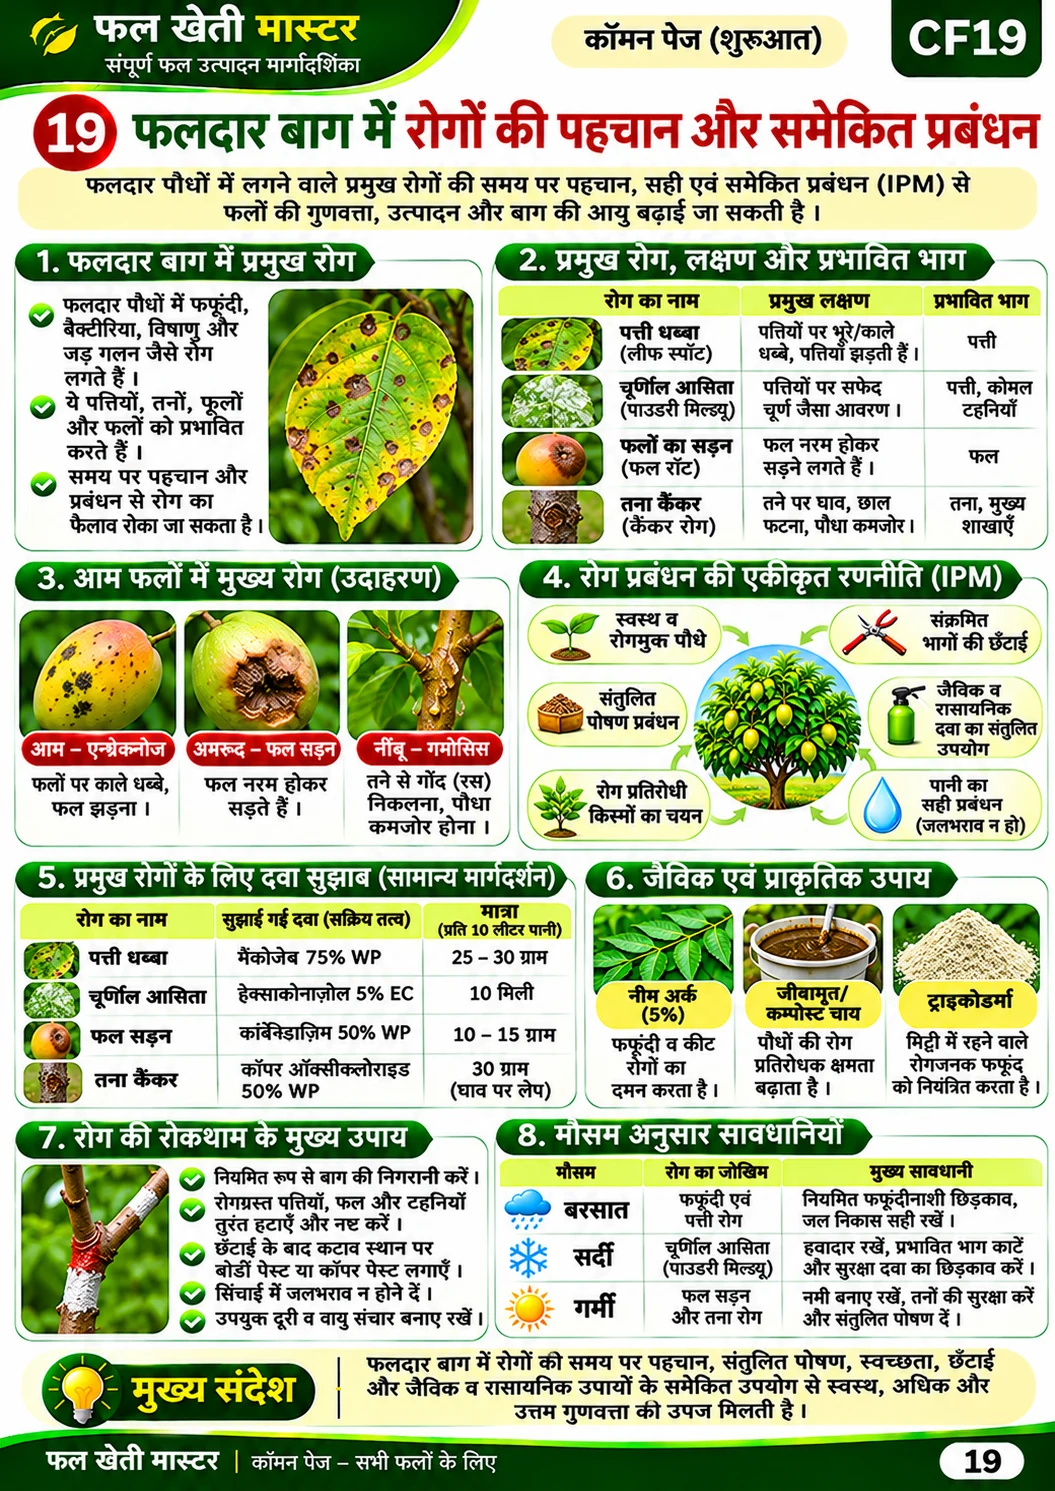 फल खेती मास्टर
संपूर्ण फल उत्पादन मार्गदर्शिका
कॉमन पेज (शुरूआत)
CF19
19 फलदार बाग में रोगों की पहचान और समेकित प्रबंधन
फलदार पौधों में लगने वाले प्रमुख रोगों की समय पर पहचान, सही एवं समेकित प्रबंधन (IPM) से
फलों की गुणवत्ता, उत्पादन और बाग की आयु बढ़ाई जा सकती है ।
1. फलदार बाग में प्रमुख रोग
फलदार पौधों में फफूंदी,
बैक्टीरिया, विषाणु और
जड़ गलन जैसे रोग
लगते हैं ।
ये पत्तियों, तनों, फूलों
और फलों को प्रभावित
करते हैं ।
समय पर पहचान और
प्रबंधन से रोग का
फैलाव रोका जा सकता है ।
2. प्रमुख रोग, लक्षण और प्रभावित भाग
रोग का नाम प्रमुख लक्षण प्रभावित भाग
पत्ती धब्बा
(लीफ स्पॉट)
पत्तियों पर भूरे/काले
धब्बे, पत्तियां झड़ती हैं ।
पत्ती
चूर्णिल आसिता
(पाउडरी मिल्ड्यू)
पत्तियों पर सफेद
चूर्ण जैसा आवरण ।
पत्ती, कोमल
टहनियाँ
फलों का सड़न
(फल रॉट)
फल नरम होकर
सड़ने लगते हैं ।
फल
तना कैंकर
(कैंकर रोग)
तने पर घाव, छाल
फटना, पौधा कमजोर ।
तना, मुख्य
शाखाएँ
3. आम फलों में मुख्य रोग (उदाहरण)
आम – एन्थ्रेकनोज
फलों पर काले धब्बे,
फल झड़ना ।
अमरूद – फल सड़न
फल नरम होकर
सड़ते हैं ।
नींबू – गमोसिस
तने से गोंद (रस)
निकलना, पौधा
कमजोर होना ।
4. रोग प्रबंधन की एकीकृत रणनीति (IPM)
स्वस्थ व
रोगमुक्त पौधे
संक्रमित
भागों की छँटाई
संतुलित
पोषण प्रबंधन
जैविक व
रासायनिक
दवा का संतुलित
उपयोग
रोग प्रतिरोधी
किस्मों का चयन
पानी का
सही प्रबंधन
(जलभराव न हो)
5. प्रमुख रोगों के लिए दवा सुझाब (सामान्य मार्गदर्शन)
रोग का नाम सुझाई गई दवा (सक्रिय तत्व) मात्रा
(प्रति 10 लीटर पानी)
पत्ती धब्बा मैंकोजेब 75% WP 25 – 30 ग्राम
चूर्णिल आसिता हेक्साकोनाज़ोल 5% EC 10 मिली
फल सड़न कार्बेन्डाज़िम 50% WP 10 – 15 ग्राम
तना कैंकर
कॉपर ऑक्सीक्लोराइड
50% WP
30 ग्राम
(घाव पर लेप)
6. जैविक एवं प्राकृतिक उपाय
नीम अर्क
(5%)
फफूंदी व कीट
रोगों का
दमन करता है ।
जीवामृत/
कम्पोस्ट चाय
पौधों की रोग
प्रतिरोधक क्षमता
बढ़ाता है ।
ट्राइकोडर्मा
मिट्टी में रहने वाले
रोगजनक फफूंद
को नियंत्रित करता है ।
7. रोग की रोकथाम के मुख्य उपाय
नियमित रूप से बाग की निगरानी करें ।
रोगग्रस्त पत्तियाँ, फल और टहनियाँ
तुरंत हटाएँ और नष्ट करें ।
छँटाई के बाद कटाव स्थान पर
बोर्डो पेस्ट या कॉपर पेस्ट लगाएँ ।
सिंचाई में जलभराव न होने दें ।
उपयुक्त दूरी व वायु संचार बनाए रखें ।
8. मौसम अनुसार सावधानियों
मौसम रोग का जोखिम मुख्य सावधानी
बरसात
फफूंदी एवं
पत्ती रोग
नियमित फफूंदीनाशी छिड़काव,
जल निकास सही रखें ।
सर्दी
चूर्णिल आसिता
(पाउडरी मिल्ड्यू)
हवादार रखें, प्रभावित भाग काटें
और सुरक्षा दवा का छिड़काव करें ।
गर्मी
फल सड़न
और तना रोग
नमी बनाए रखें, तनों की सुरक्षा करें
और संतुलित पोषण दें ।
मुख्य संदेश
फलदार बाग में रोगों की समय पर पहचान, संतुलित पोषण, स्वच्छता, छँटाई
और जैविक व रासायनिक उपायों के समेकित उपयोग से स्वस्थ, अधिक और
उत्तम गुणवत्ता की उपज मिलती है ।
फल खेती मास्टर | कॉमन पेज – सभी फलों के लिए
19